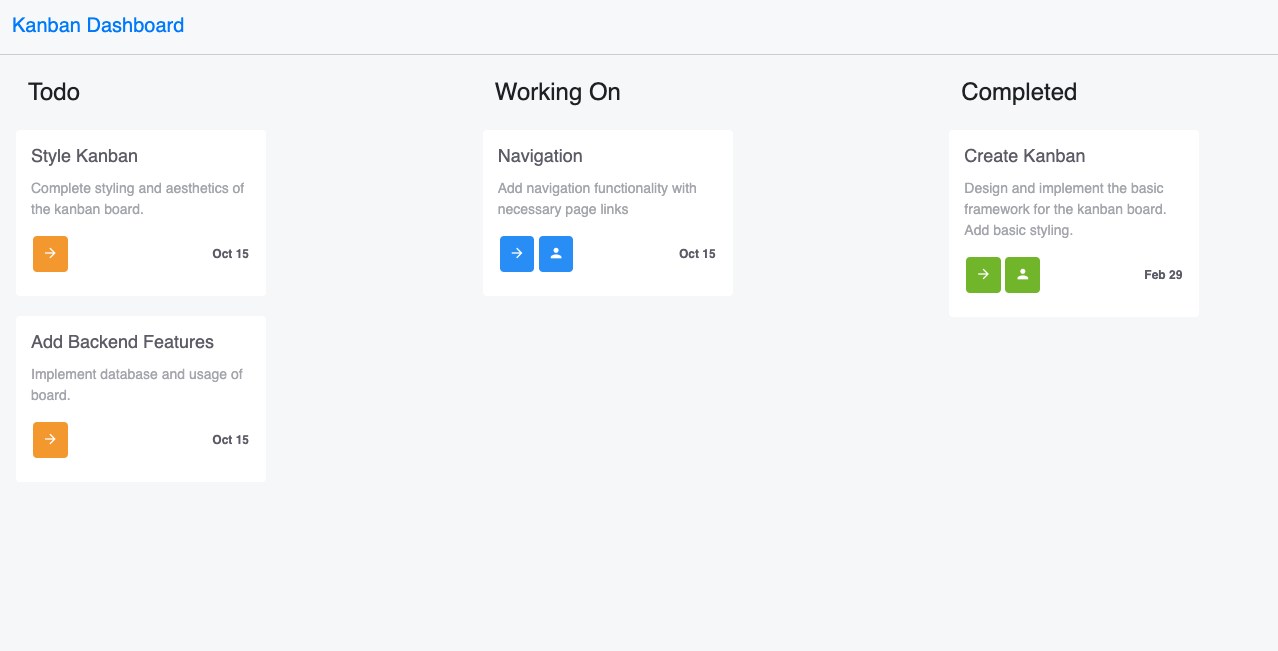 Kanban Dashboard
Todo
Style Kanban
Complete styling and aesthetics of
the kanban board.
Oct 15
Add Backend Features
Implement database and usage of
board.
Oct 15
Working On
Navigation
Add navigation functionality with
necessary page links
Oct 15
Completed
Create Kanban
Design and implement the basic
framework for the kanban board.
Add basic styling.
Feb 29